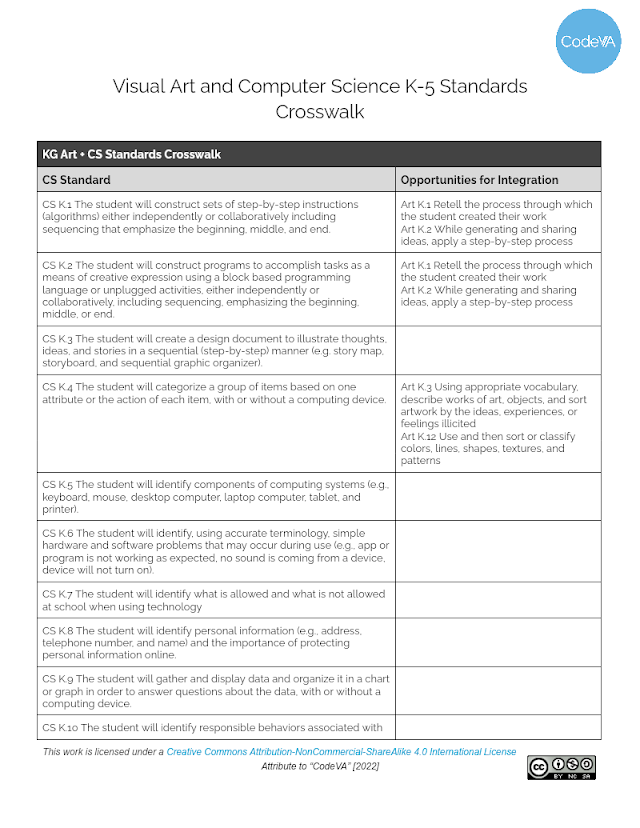 CodeVA
Visual Art and Computer Science K-5 Standards
Crosswalk
KG Art + CS Standards Crosswalk
CS Standard
Opportunities for Integration
CS K.1 The student will construct sets of step-by-step instructions
(algorithms) either independently or collaboratively including
sequencing that emphasize the beginning, middle, and end.
Art K.1 Retell the process through which
the student created their work
Art K.2 While generating and sharing
ideas, apply a step-by-step process
CS K.2 The student will construct programs to accomplish tasks as a
means of creative expression using a block based programming
language or unplugged activities, either independently or
collaboratively, including sequencing, emphasizing the beginning,
middle, or end.
Art K.1 Retell the process through which
the student created their work
Art K.2 While generating and sharing
ideas, apply a step-by-step process
CS K.3 The student will create a design document to illustrate thoughts,
ideas, and stories in a sequential (step-by-step) manner (e.g. story map,
storyboard, and sequential graphic organizer).
CS K.4 The student will categorize a group of items based on one
attribute or the action of each item, with or without a computing device.
Art K.3 Using appropriate vocabulary,
describe works of art, objects, and sort
artwork by the ideas, experiences, or
feelings illicited
Art K.12 Use and then sort or classify
colors, lines, shapes, textures, and
patterns
CS K.5 The student will identify components of computing systems (e.g.,
keyboard, mouse, desktop computer, laptop computer, tablet, and
printer).
CS K.6 The student will identify, using accurate terminology, simple
hardware and software problems that may occur during use (e.g., app or
program is not working as expected, no sound is coming from a device,
device will not turn on).
CS K.7 The student will identify what is allowed and what is not allowed
at school when using technology
CS K.8 The student will identify personal information (e.g., address,
telephone number, and name) and the importance of protecting
personal information online.
CS K.9 The student will gather and display data and organize it in a chart
or graph in order to answer questions about the data, with or without a
computing device.
CS K.10 The student will identify responsible behaviors associated with
This work is licensed under a Creative Commons Attribution-NonCommercial-ShareAlike 4.0 International License
Attribute to "CodeVA" [2022]
cc
BY NC SA